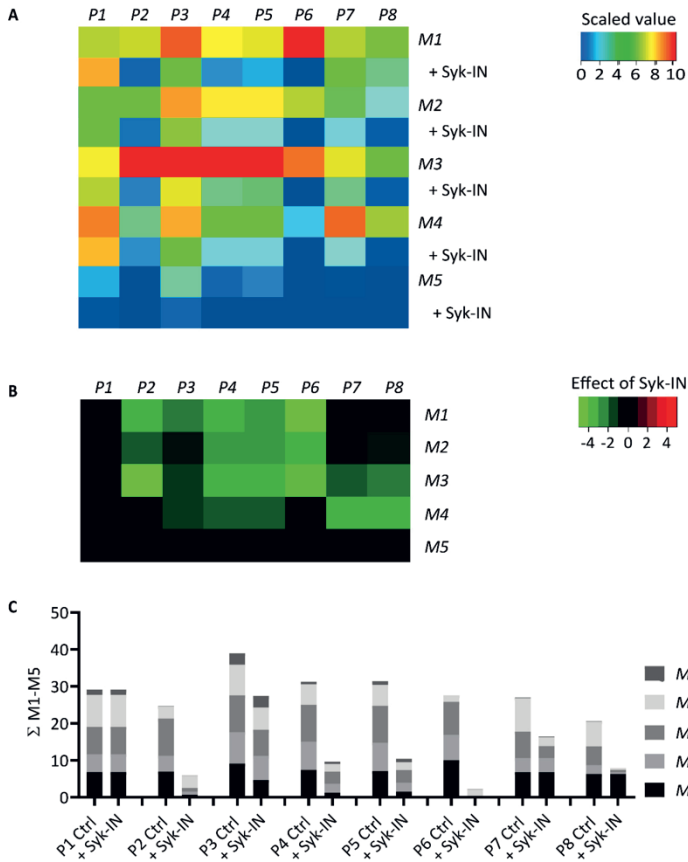 A
P1 P2 P3 P4 P5 P6 P7 P8
M1
+ Syk-IN
M2
+ Syk-IN
M3
+ Syk-IN
M4
+ Syk-IN
M5
+ Syk-IN
Scaled value
0 2 4 6 8 10
B
P1 P2 P3 P4 P5 P6 P7 P8
M1
M2
M3
M4
M5
Effect of Syk-IN
-4 -2 0 2 4
C
Σ M1-M5
50
40
30
20
10
0
P1 Ctrl
+ Syk-IN
P2 Ctrl
+ Syk-IN
P3 Ctrl
+ Syk-IN
P4 Ctrl
+ Syk-IN
P5 Ctrl
+ Syk-IN
P6 Ctrl
+ Syk-IN
P7 Ctrl
+ Syk-IN
P8 Ctrl
+ Syk-IN